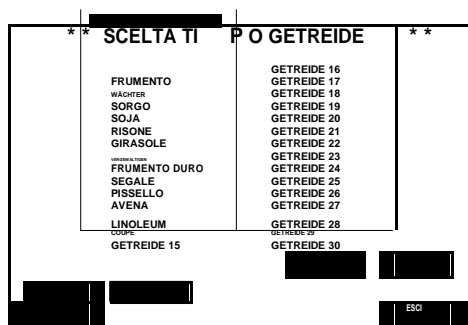 * * SCELTA TI P O GETREIDE * *
GETREIDE 16
FRUMENTO GETREIDE 17
WÄCHTER GETREIDE 18
SORGO GETREIDE 19
SOJA GETREIDE 20
RISONE GETREIDE 21
GIRASOLE GETREIDE 22
VERGEWALTIGEN GETREIDE 23
FRUMENTO DURO GETREIDE 24
SEGALE GETREIDE 25
PISSELLO GETREIDE 26
AVENA GETREIDE 27
LINOLEUM GETREIDE 28
COUPE GETREIDE 29
GETREIDE 15 GETREIDE 30
ESCI